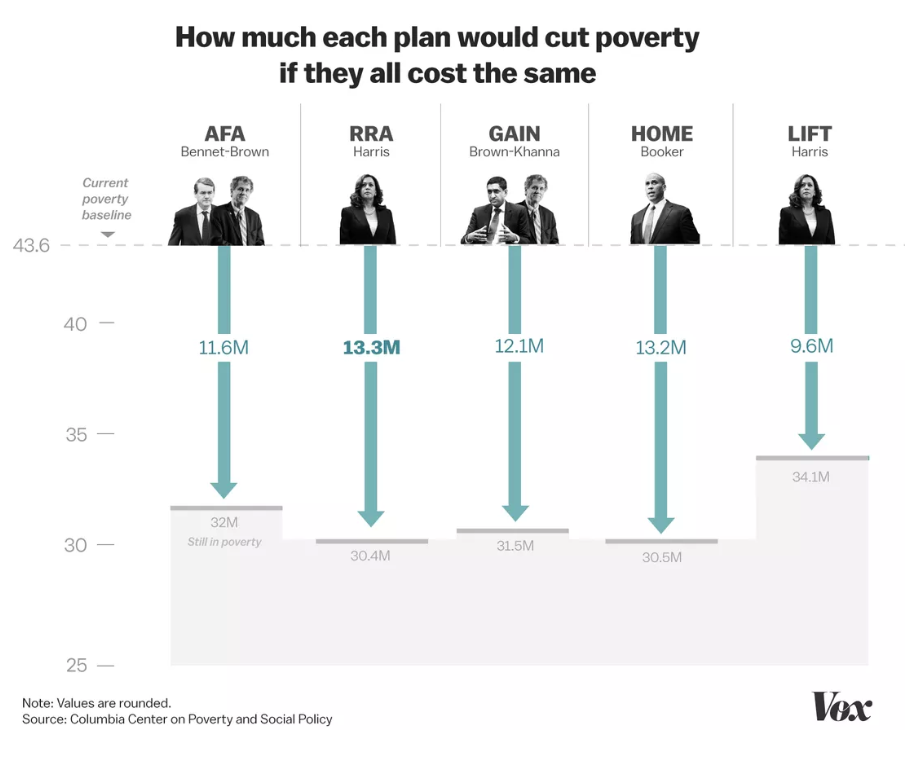 How much each plan would cut poverty
if they all cost the same
AFA
Bennet-Brown
RRA
Harris
GAIN
Brown-Khanna
HOME
Booker
LIFT
Harris
Current
poverty
baseline
43.6
40
11.6M
13.3M
12.1M
13.2M
9.6M
35
34.1M
32M
Still in poverty
30
30.4M
31.5M
30.5M
25
Note: Values are rounded.
Source: Columbia Center on Poverty and Social Policy
Vox